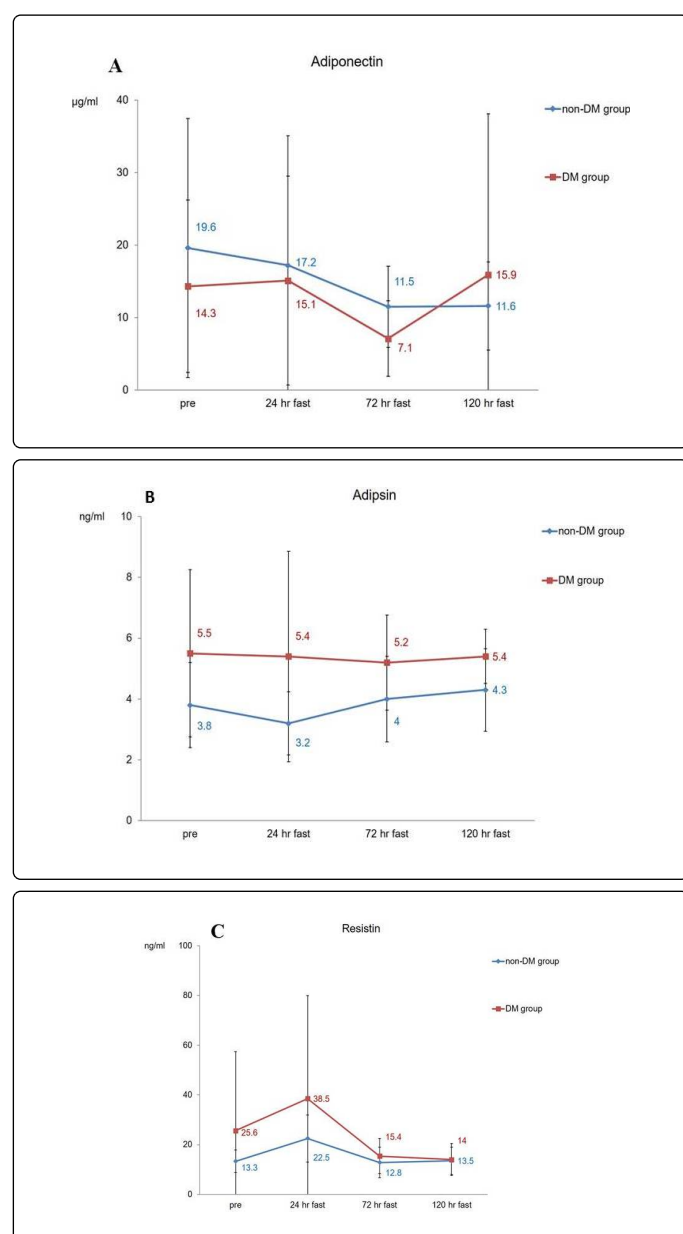 A
Adiponectin
µg/ml
40
30
20
10
0
19.6
17.2
11.5
11.6
14.3
15.1
7.1
15.9
pre
24 hr fast
72 hr fast
120 hr fast
non-DM group
DM group
B
Adipsin
ng/ml
10
8
6
4
2
0
5.5
5.4
5.2
5.4
3.8
3.2
4
4.3
pre
24 hr fast
72 hr fast
120 hr fast
non-DM group
DM group
C
Resistin
ng/ml
100
80
60
40
20
0
25.6
38.5
15.4
14
13.3
22.5
12.8
13.5
pre
24 hr fast
72 hr fast
120 hr fast
non-DM group
DM group